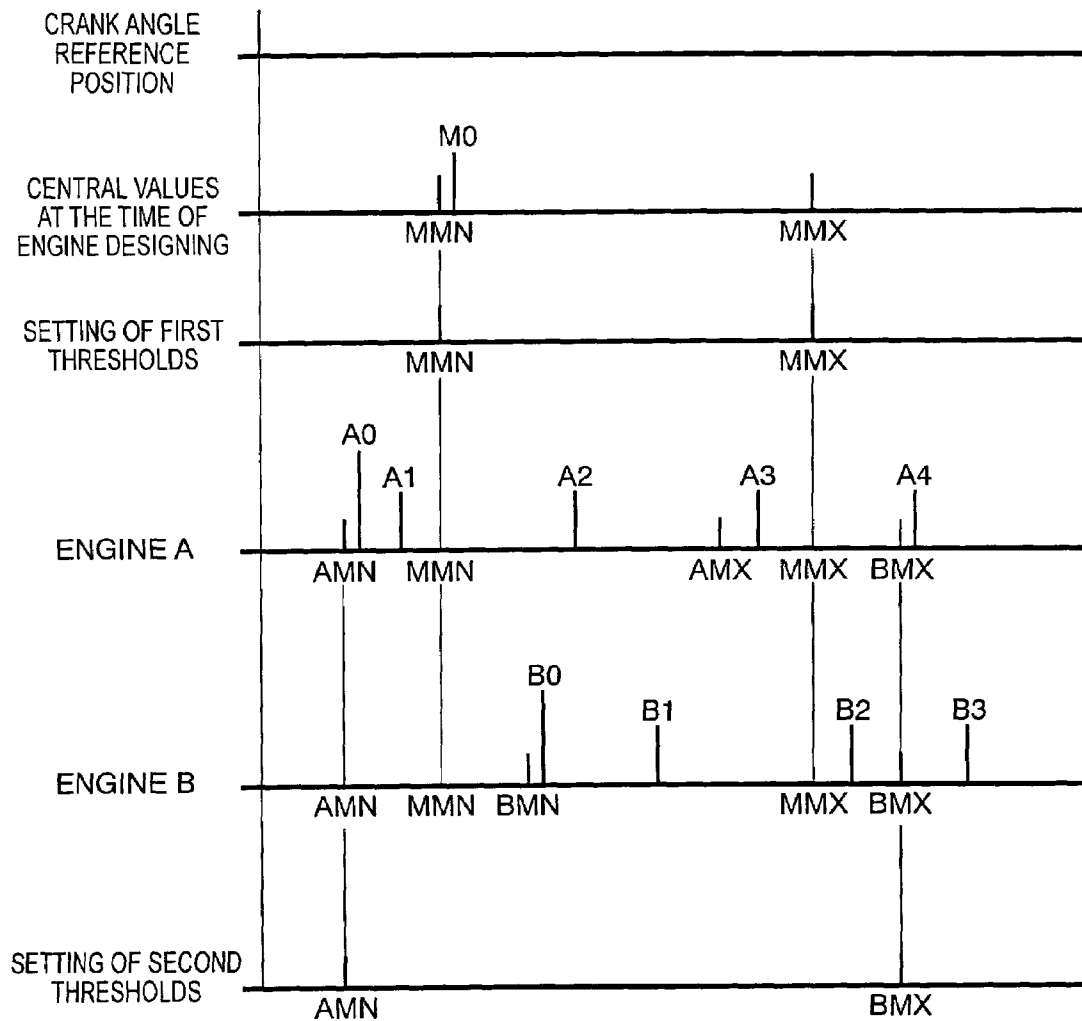 CRANK ANGLE
REFERENCE
POSITION
M0
CENTRAL VALUES
AT THE TIME OF
ENGINE DESIGNING
MMN MMX
SETTING OF FIRST
THRESHOLDS
MMN MMX
A0
A1 A2 A3 A4
ENGINE A
AMN MMN AMX MMX BMX
B0
B1 B2 B3
ENGINE B
AMN MMN BMN MMX BMX
SETTING OF SECOND
THRESHOLDS
AMN BMX